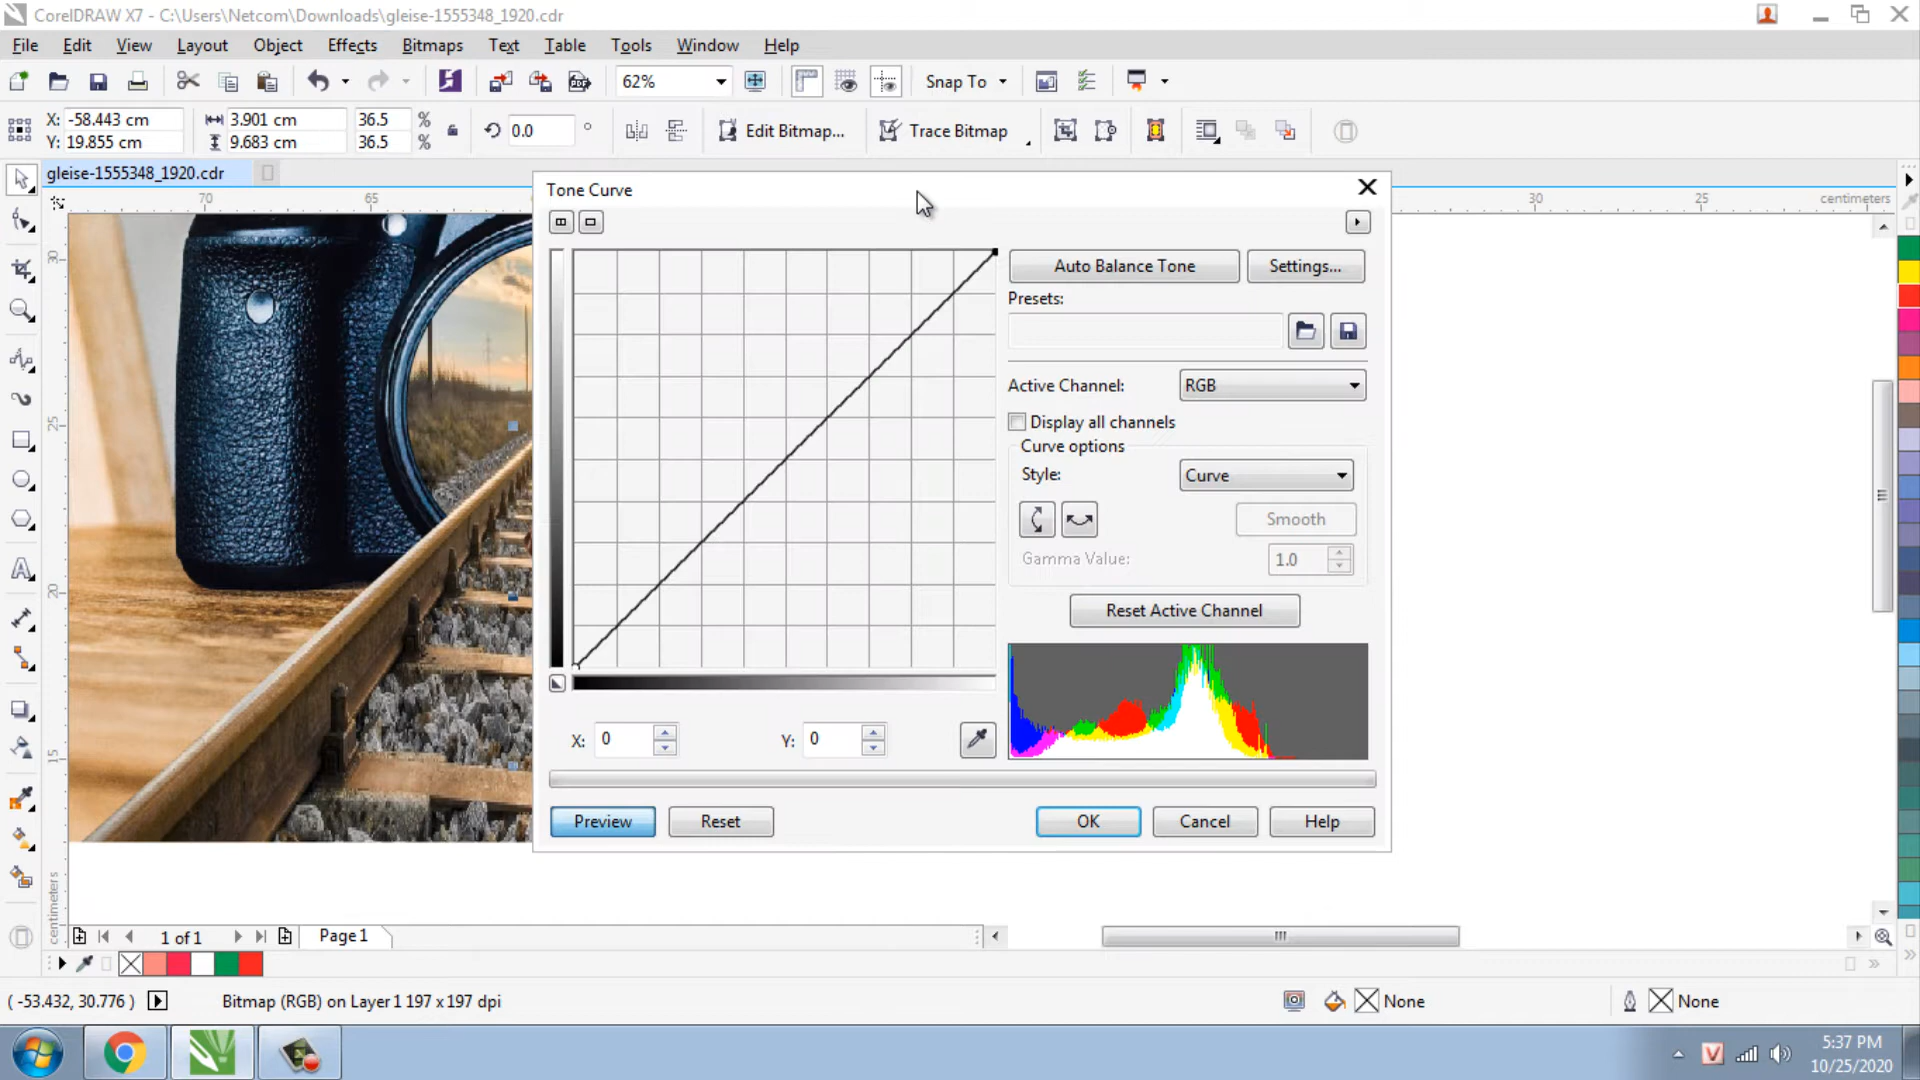 CorelDRAW X7 - C:\Users\Netcom\Downloads\gleise-1555348_1920.cdr
File Edit View Layout Object Effects Bitmaps Text Table Tools Window Help
62% Snap To
X: -58.443 cm 3.901 cm 36.5 %
Y: 19.855 cm 9.683 cm 36.5 %
0.0 ° Edit Bitmap... Trace Bitmap
gleise-1555348_1920.cdr
70 65 30 25 centimeters
30
25
20
15
centimeters
Tone Curve
Auto Balance Tone Settings...
Presets:
Active Channel: RGB
Display all channels
Curve options
Style: Curve
Smooth
Gamma Value: 1.0
Reset Active Channel
X: 0 Y: 0
Preview Reset OK Cancel Help
1 of 1 Page 1
( -53.432, 30.776 ) Bitmap (RGB) on Layer 1 197 x 197 dpi None None
5:37 PM
10/25/2020